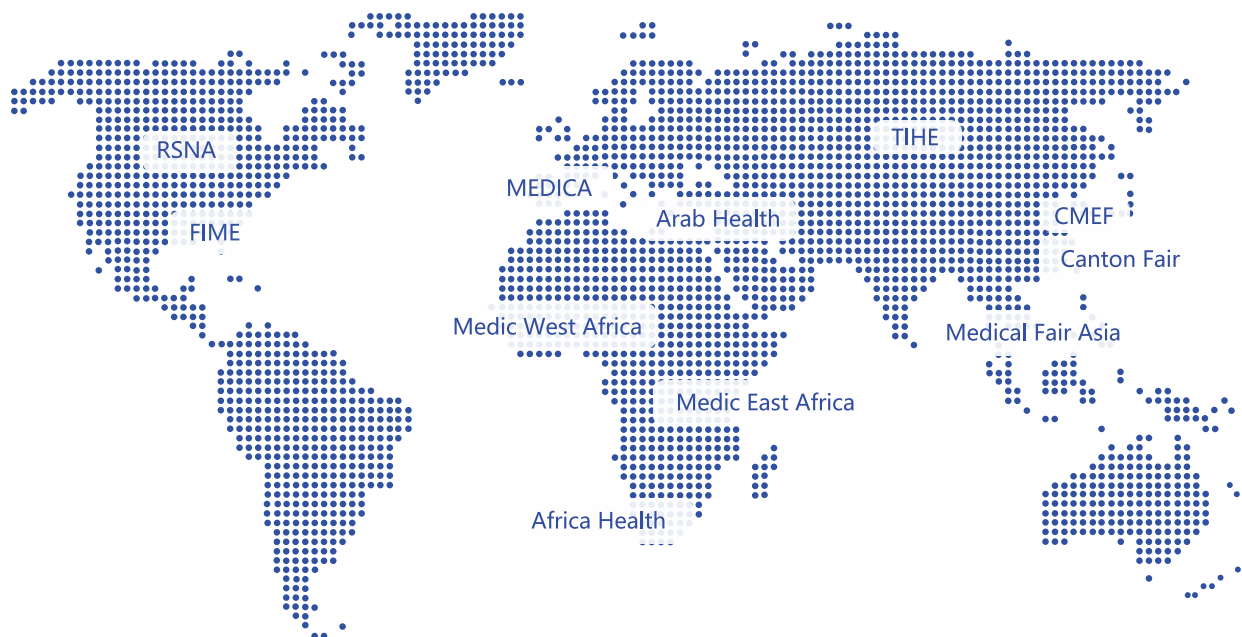 TIHE
RSNA
MEDICA
CMEF
Arab Health
FIME
Canton Fair
Medic West Africa
Medical Fair Asia
Medic East Africa
Africa Health